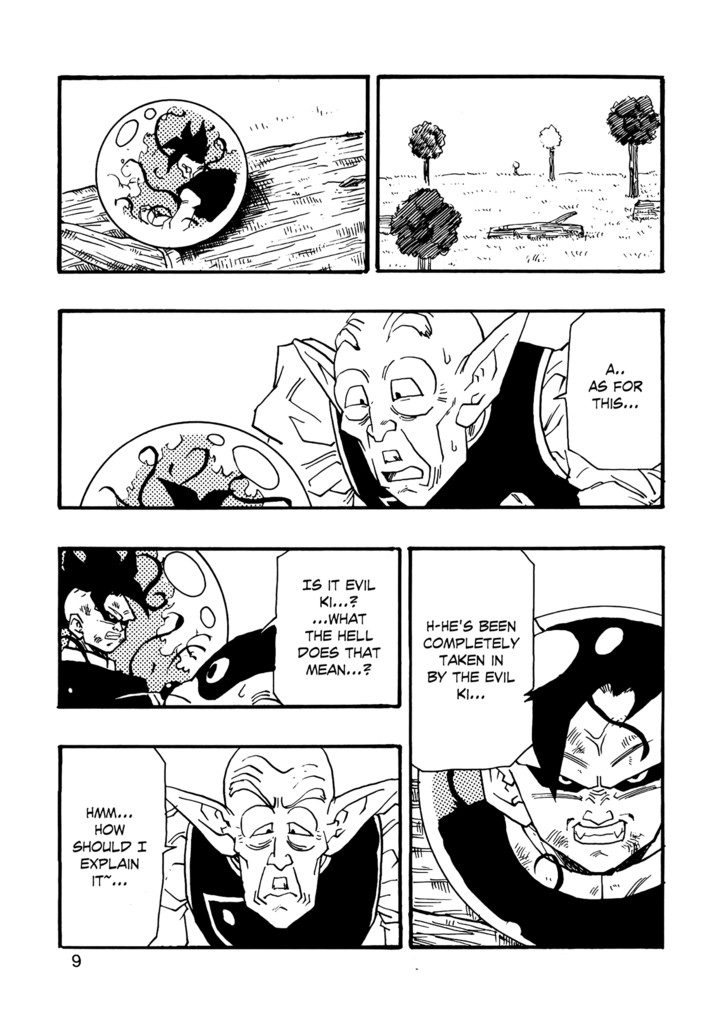 A..
AS FOR
THIS...
H-HE'S BEEN
COMPLETELY
TAKEN IN
BY THE EVIL
KI...
IS IT EVIL
KI...?
...WHAT
THE HELL
DOES THAT
MEAN...?
HMM...
HOW
SHOULD I
EXPLAIN
IT~...
9